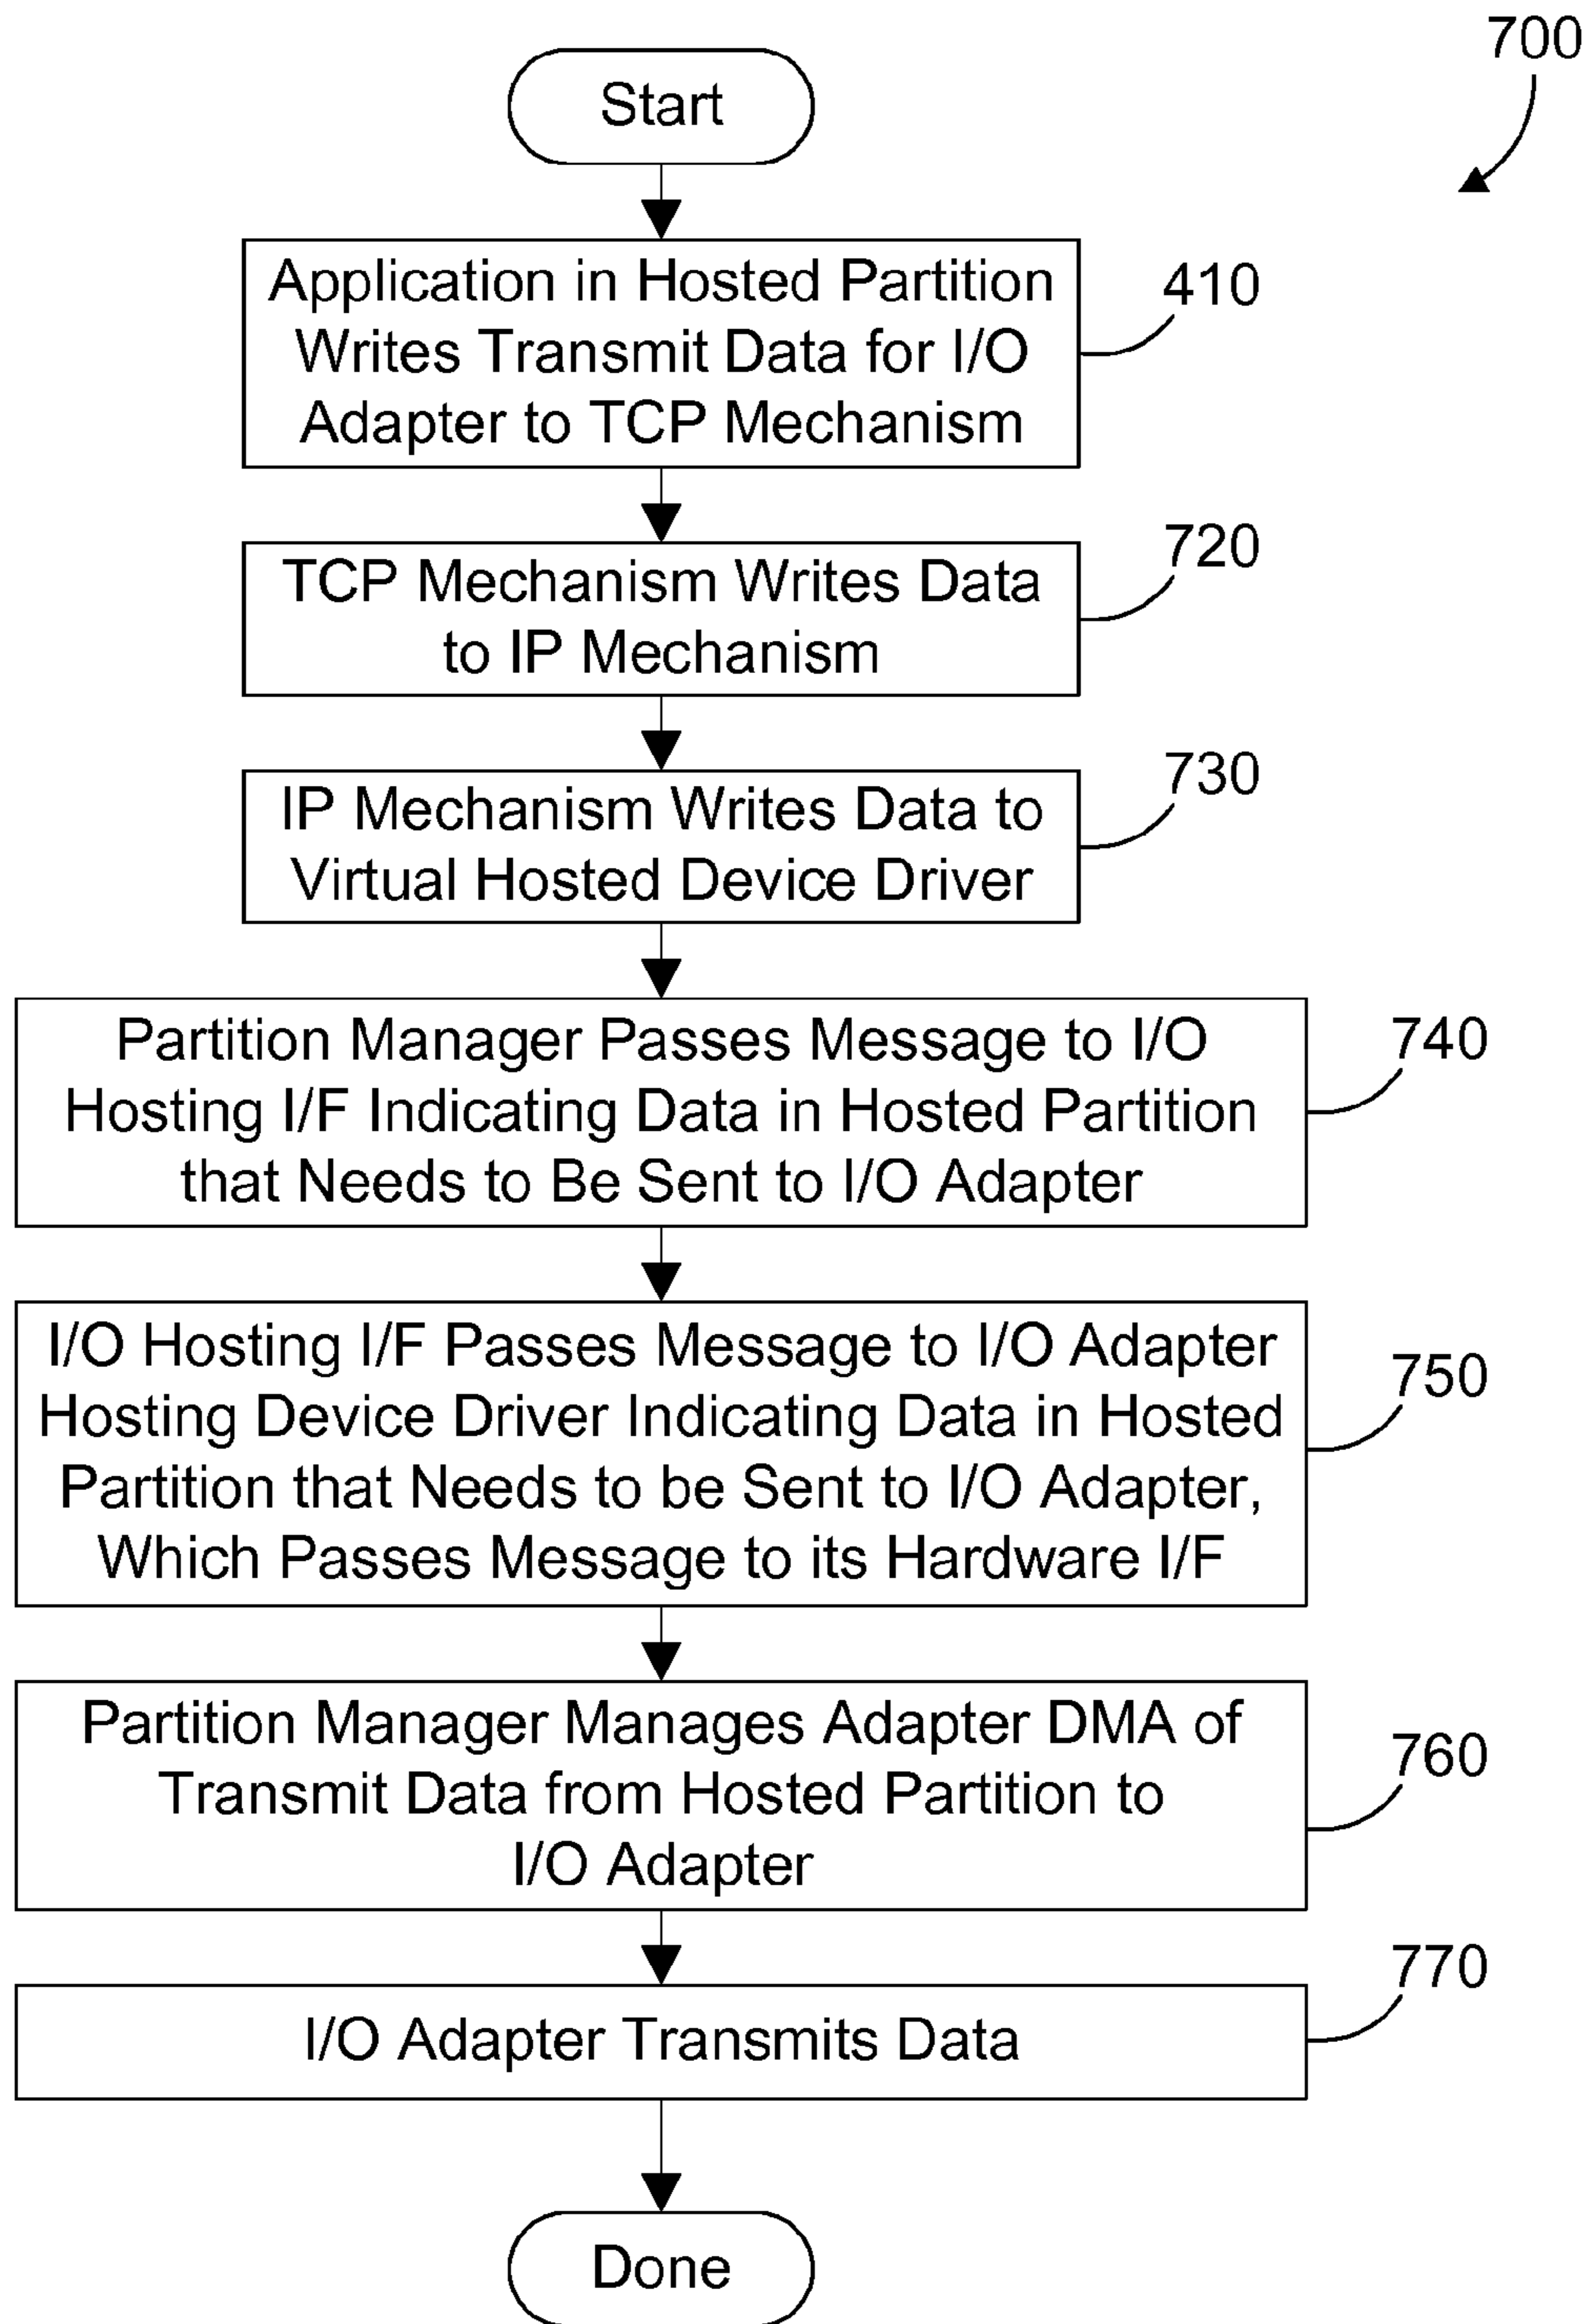 700
Start
Application in Hosted Partition
Writes Transmit Data for I/O
Adapter to TCP Mechanism
410
TCP Mechanism Writes Data
to IP Mechanism
720
IP Mechanism Writes Data to
Virtual Hosted Device Driver
730
Partition Manager Passes Message to I/O
Hosting I/F Indicating Data in Hosted Partition
that Needs to Be Sent to I/O Adapter
740
I/O Hosting I/F Passes Message to I/O Adapter
Hosting Device Driver Indicating Data in Hosted
Partition that Needs to be Sent to I/O Adapter,
Which Passes Message to its Hardware I/F
750
Partition Manager Manages Adapter DMA of
Transmit Data from Hosted Partition to
I/O Adapter
760
I/O Adapter Transmits Data
770
Done